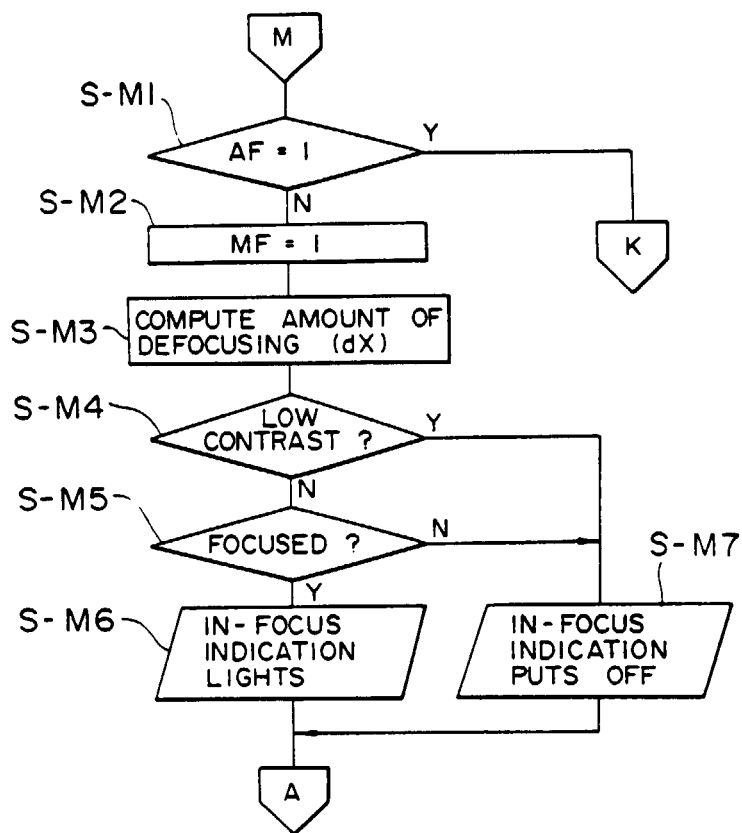 M
S-M1
AF = 1
Y
N
S-M2
MF = 1
K
S-M3
COMPUTE AMOUNT OF
DEFOCUSING (dX)
S-M4
LOW
CONTRAST ?
Y
N
S-M5
FOCUSED ?
N
Y
S-M7
S-M6
IN-FOCUS
INDICATION
LIGHTS
IN-FOCUS
INDICATION
PUTS OFF
A